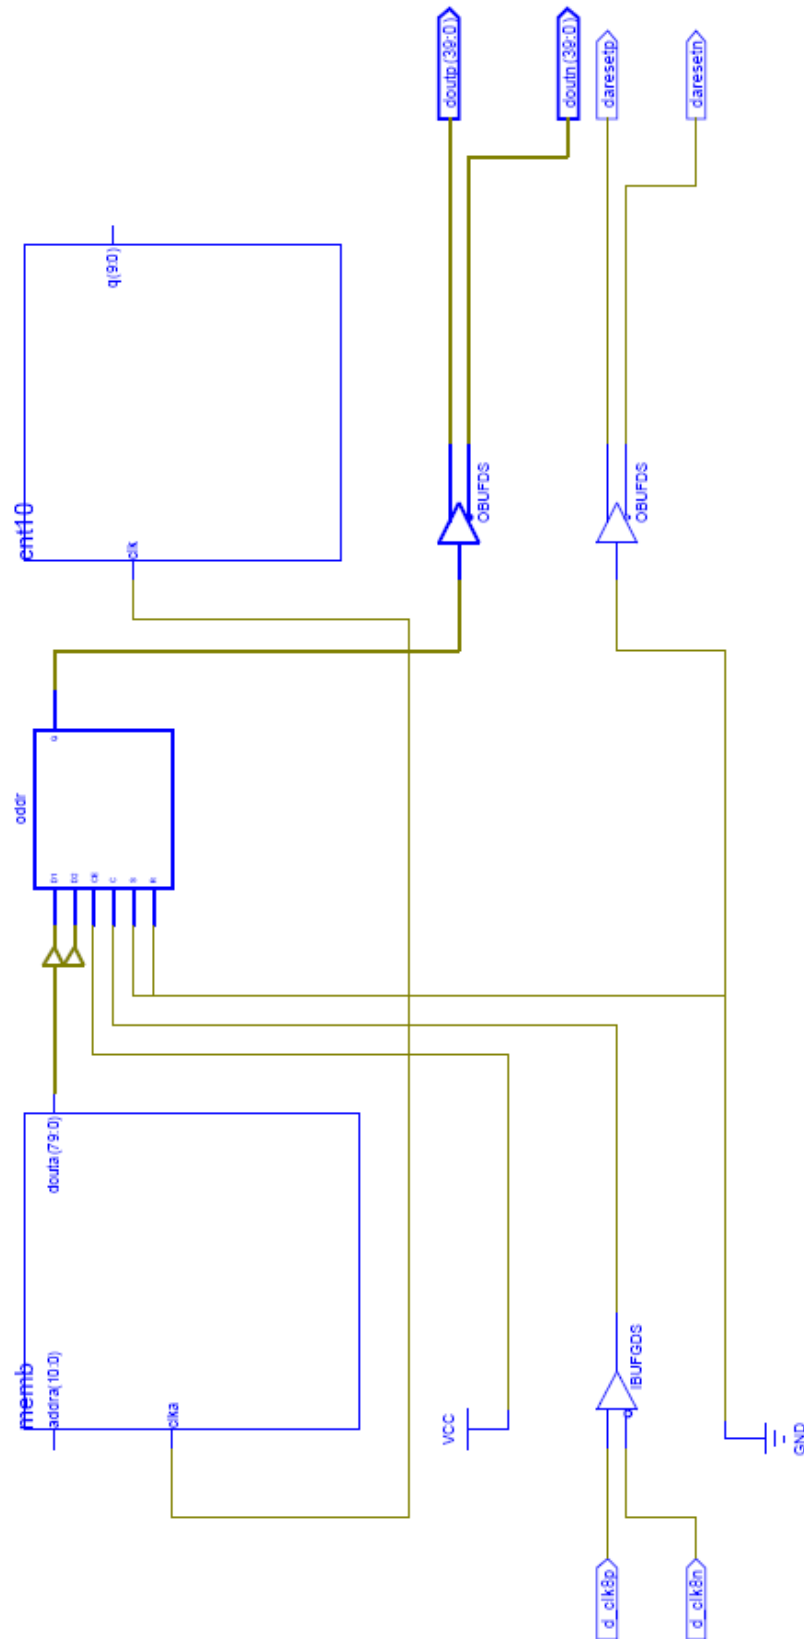 doutp(39:0)
doutn(39:0)
daresetp
daresetn
q(9:0)
cnt10
clk
OBUFDS
OBUFDS
oddr
Q
D1
D2
CE
C
S
R
douta(79:0)
memb
addra(10:0)
clka
VCC
IBUFGDS
GND
d_clk8p
d_clk8n